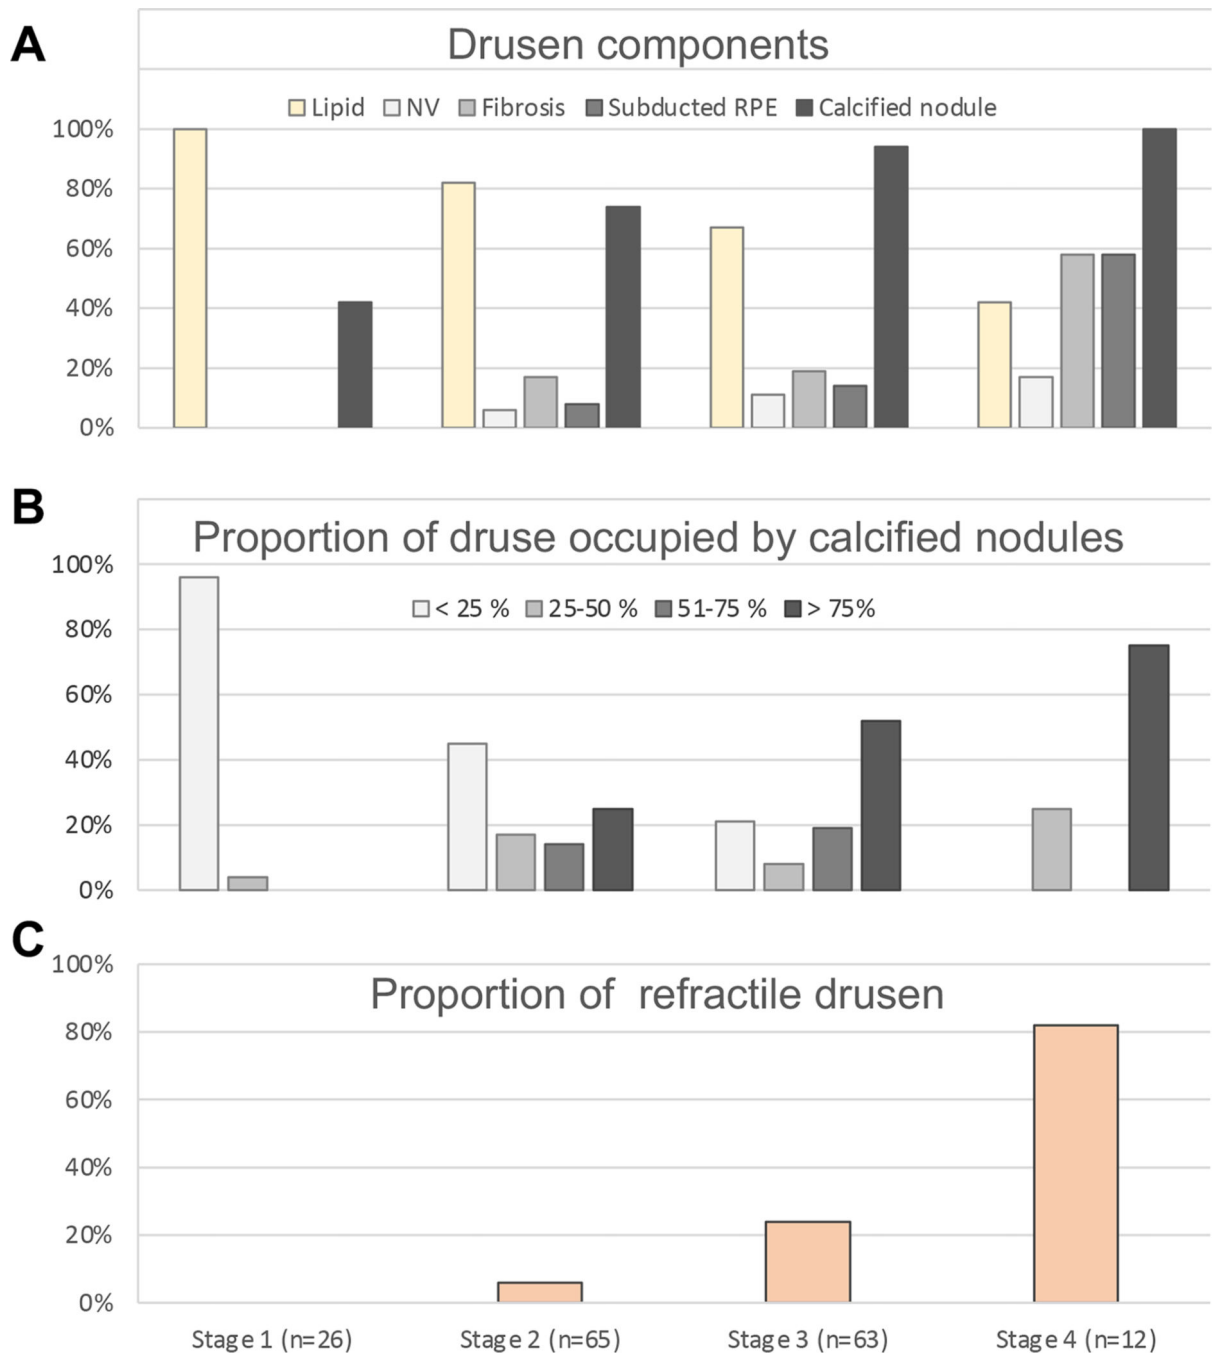 A
Drusen components
Lipid NV Fibrosis Subducted RPE Calcified nodule
100%
80%
60%
40%
20%
0%
B
Proportion of druse occupied by calcified nodules
100%
< 25 % 25-50 % 51-75 % > 75%
80%
60%
40%
20%
0%
C
100%
Proportion of refractile drusen
80%
60%
40%
20%
0%
Stage 1 (n=26) Stage 2 (n=65) Stage 3 (n=63) Stage 4 (n=12)